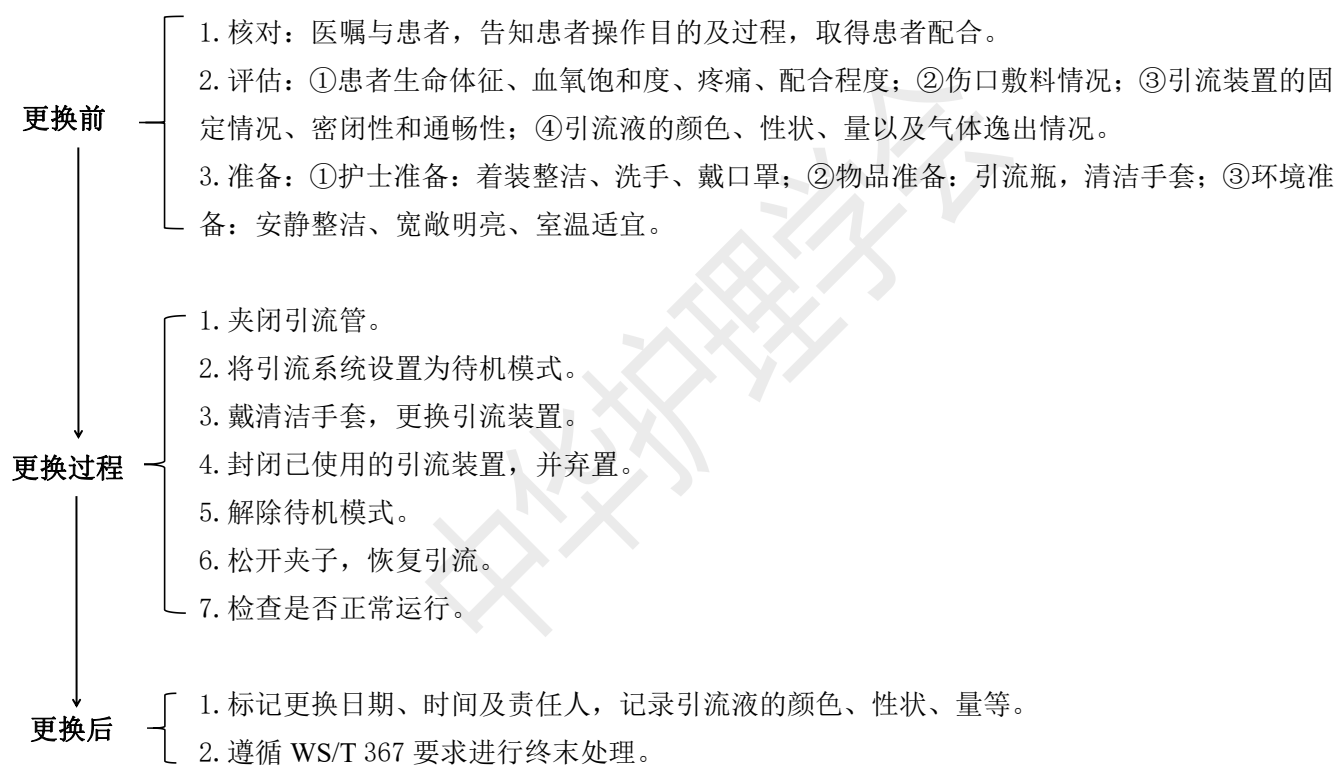 更换前
1.核对：医嘱与患者，告知患者操作目的及过程，取得患者配合。
2.评估：①患者生命体征、血氧饱和度、疼痛、配合程度；②伤口敷料情况；③引流装置的固
定情况、密闭性和通畅性；④引流液的颜色、性状、量以及气体逸出情况。
3.准备：①护士准备：着装整洁、洗手、戴口罩；②物品准备：引流瓶，清洁手套；③环境准
备：安静整洁、宽敞明亮、室温适宜。
更换过程
1.夹闭引流管。
2.将引流系统设置为待机模式。
3.戴清洁手套，更换引流装置。
4.封闭已使用的引流装置，并弃置。
5.解除待机模式。
6.松开夹子，恢复引流。
7.检查是否正常运行。
更换后
1.标记更换日期、时间及责任人，记录引流液的颜色、性状、量等。
2.遵循 WS/T 367 要求进行终末处理。
中华护理学会